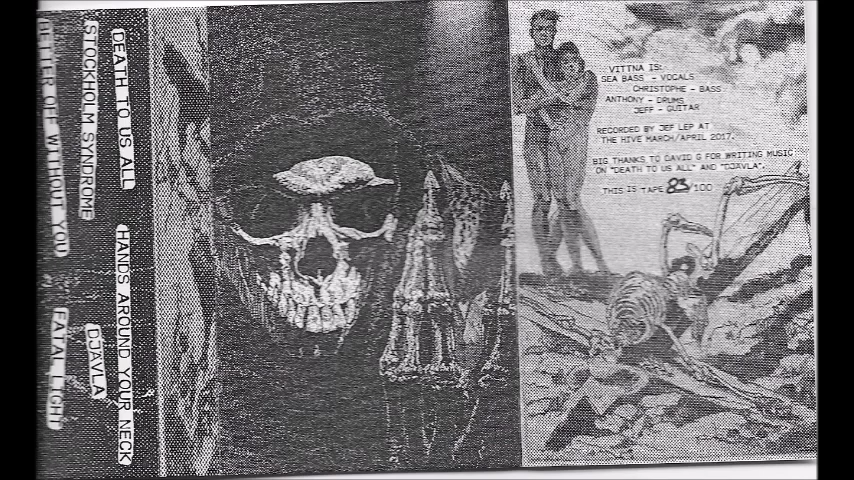 DEATH TO US ALL
HANDS AROUND YOUR NECK
STOCKHOLM SYNDROME
DJÄVLA
BETTER OFF WITHOUT YOU
FATAL LIGHT
VITTNA IS:
SEA BASS - VOCALS
CHRISTOPHE - BASS
ANTHONY - DRUMS
JEFF - GUITAR
RECORDED BY JEF LEP AT
THE HIVE MARCH/APRIL 2017.
BIG THANKS TO DAVID G FOR WRITING MUSIC
ON "DEATH TO US ALL" AND "DJÄVLA".
THIS IS TAPE 83/100